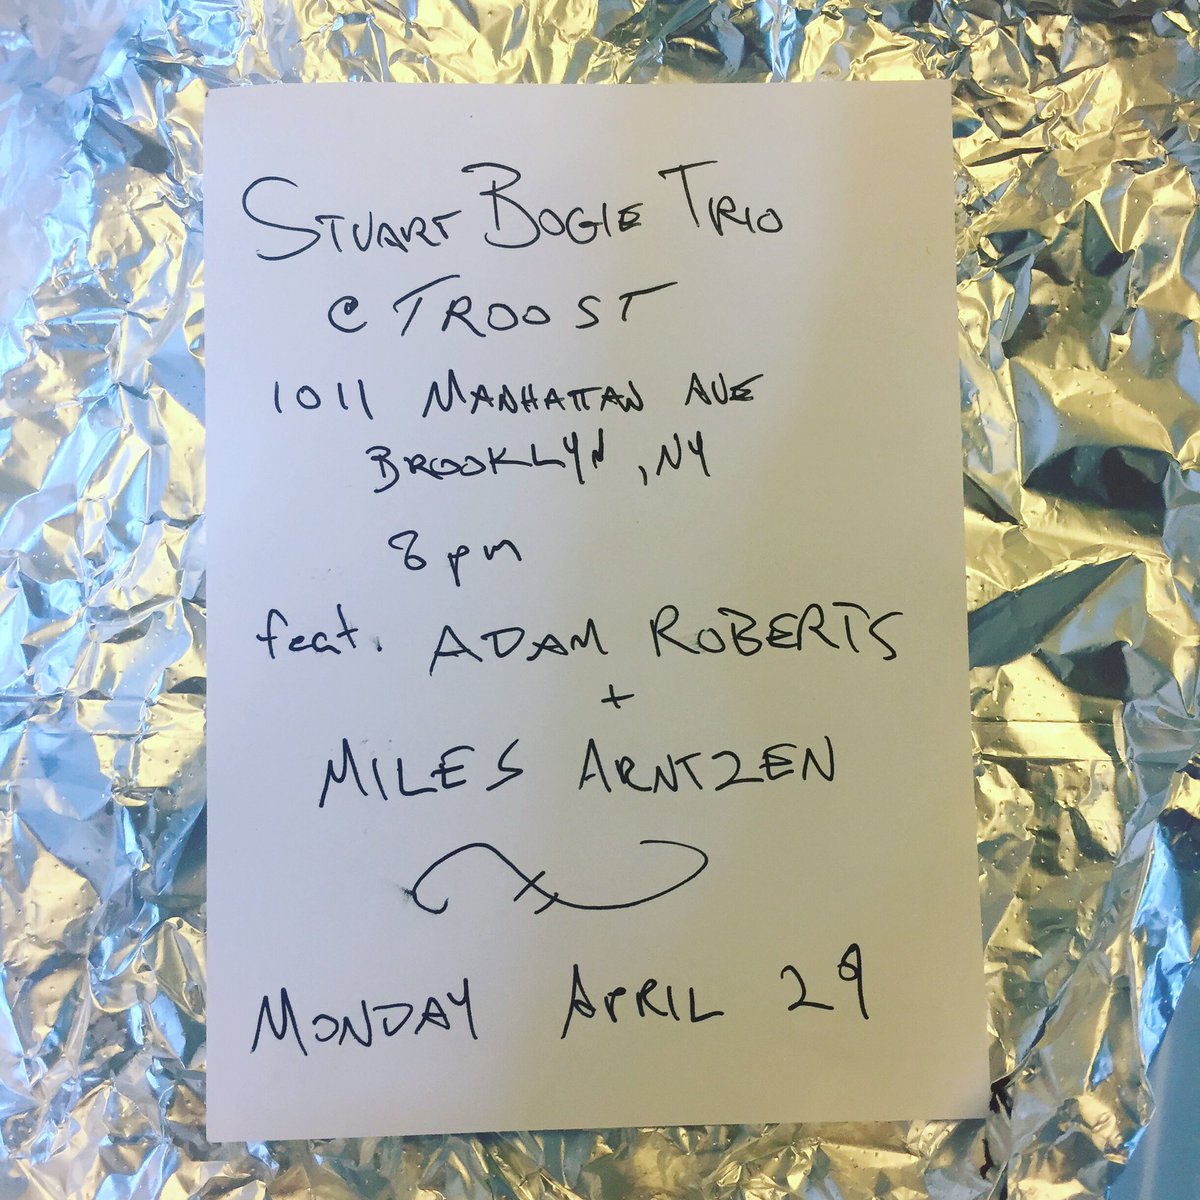 STUART BOGIE TRIO
@ TROOST
1011 MANHATTAN AVE
BROOKLYN, NY
8pm
feat. ADAM ROBERTS
+
MILES ARNTZEN
MONDAY APRIL 29